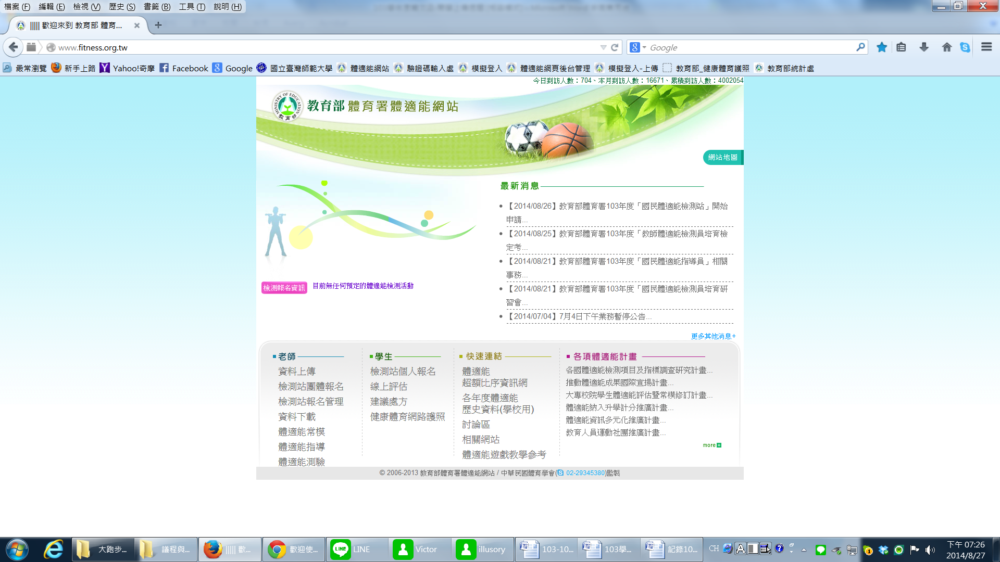 檔案 (F) 編輯 (E) 檢視 (V) 歷史 (S) 書籤 (B) 工具 (T) 說明 (H)
||||| 歡迎來到 教育部 體育...
www.fitness.org.tw
Google
最常瀏覽 新手上路 Yahoo!奇摩 Facebook Google 國立臺灣師範大學 體適能網站 驗證碼輸入處 模擬登入 體適能網頁後台管理 模擬登入-上傳 教育部_健康體育護照 教育部統計處
今日到訪人數：704、本月到訪人數：16671、累積到訪人數：4002054
MINISTRY OF EDUCATION
教育部
教育部 體育署體適能網站
網站地圖
最新消息
【2014/08/26】教育部體育署103年度「國民體適能檢測站」開始
申請...
【2014/08/25】教育部體育署103年度「教師體適能檢測員培育檢
定考...
【2014/08/21】教育部體育署103年度「國民體適能指導員」相關
事務...
【2014/08/21】教育部體育署103年度「國民體適能檢測員培育研
習會...
【2014/07/04】7月4日下午業務暫停公告...
更多其他消息+
檢測報名資訊 目前無任何預定的體適能檢測活動
老師
資料上傳
檢測站團體報名
檢測站報名管理
資料下載
體適能常模
體適能指導
體適能測驗
學生
檢測站個人報名
線上評估
建議處方
健康體育網路護照
快速連結
體適能
超額比序資訊網
各年度體適能
歷史資料(學校用)
討論區
相關網站
體適能遊戲教學參考
各項體適能計畫
各國體適能檢測項目及指標調查研究計畫...
推動體適能成果國際宣揚計畫...
大專校院學生體適能評估暨常模修訂計畫...
體適能納入升學計分推廣計畫...
體適能資訊多元化推廣計畫...
教育人員運動社團推廣計畫...
more
© 2006-2013 教育部體育署體適能網站 / 中華民國體育學會( 02-29345380)監製
大跑步... 議程與... ||||| 歡... 歡迎使... LINE Victor illusory 103-10... 103學... 記錄10... CH
下午 07:26
2014/8/27